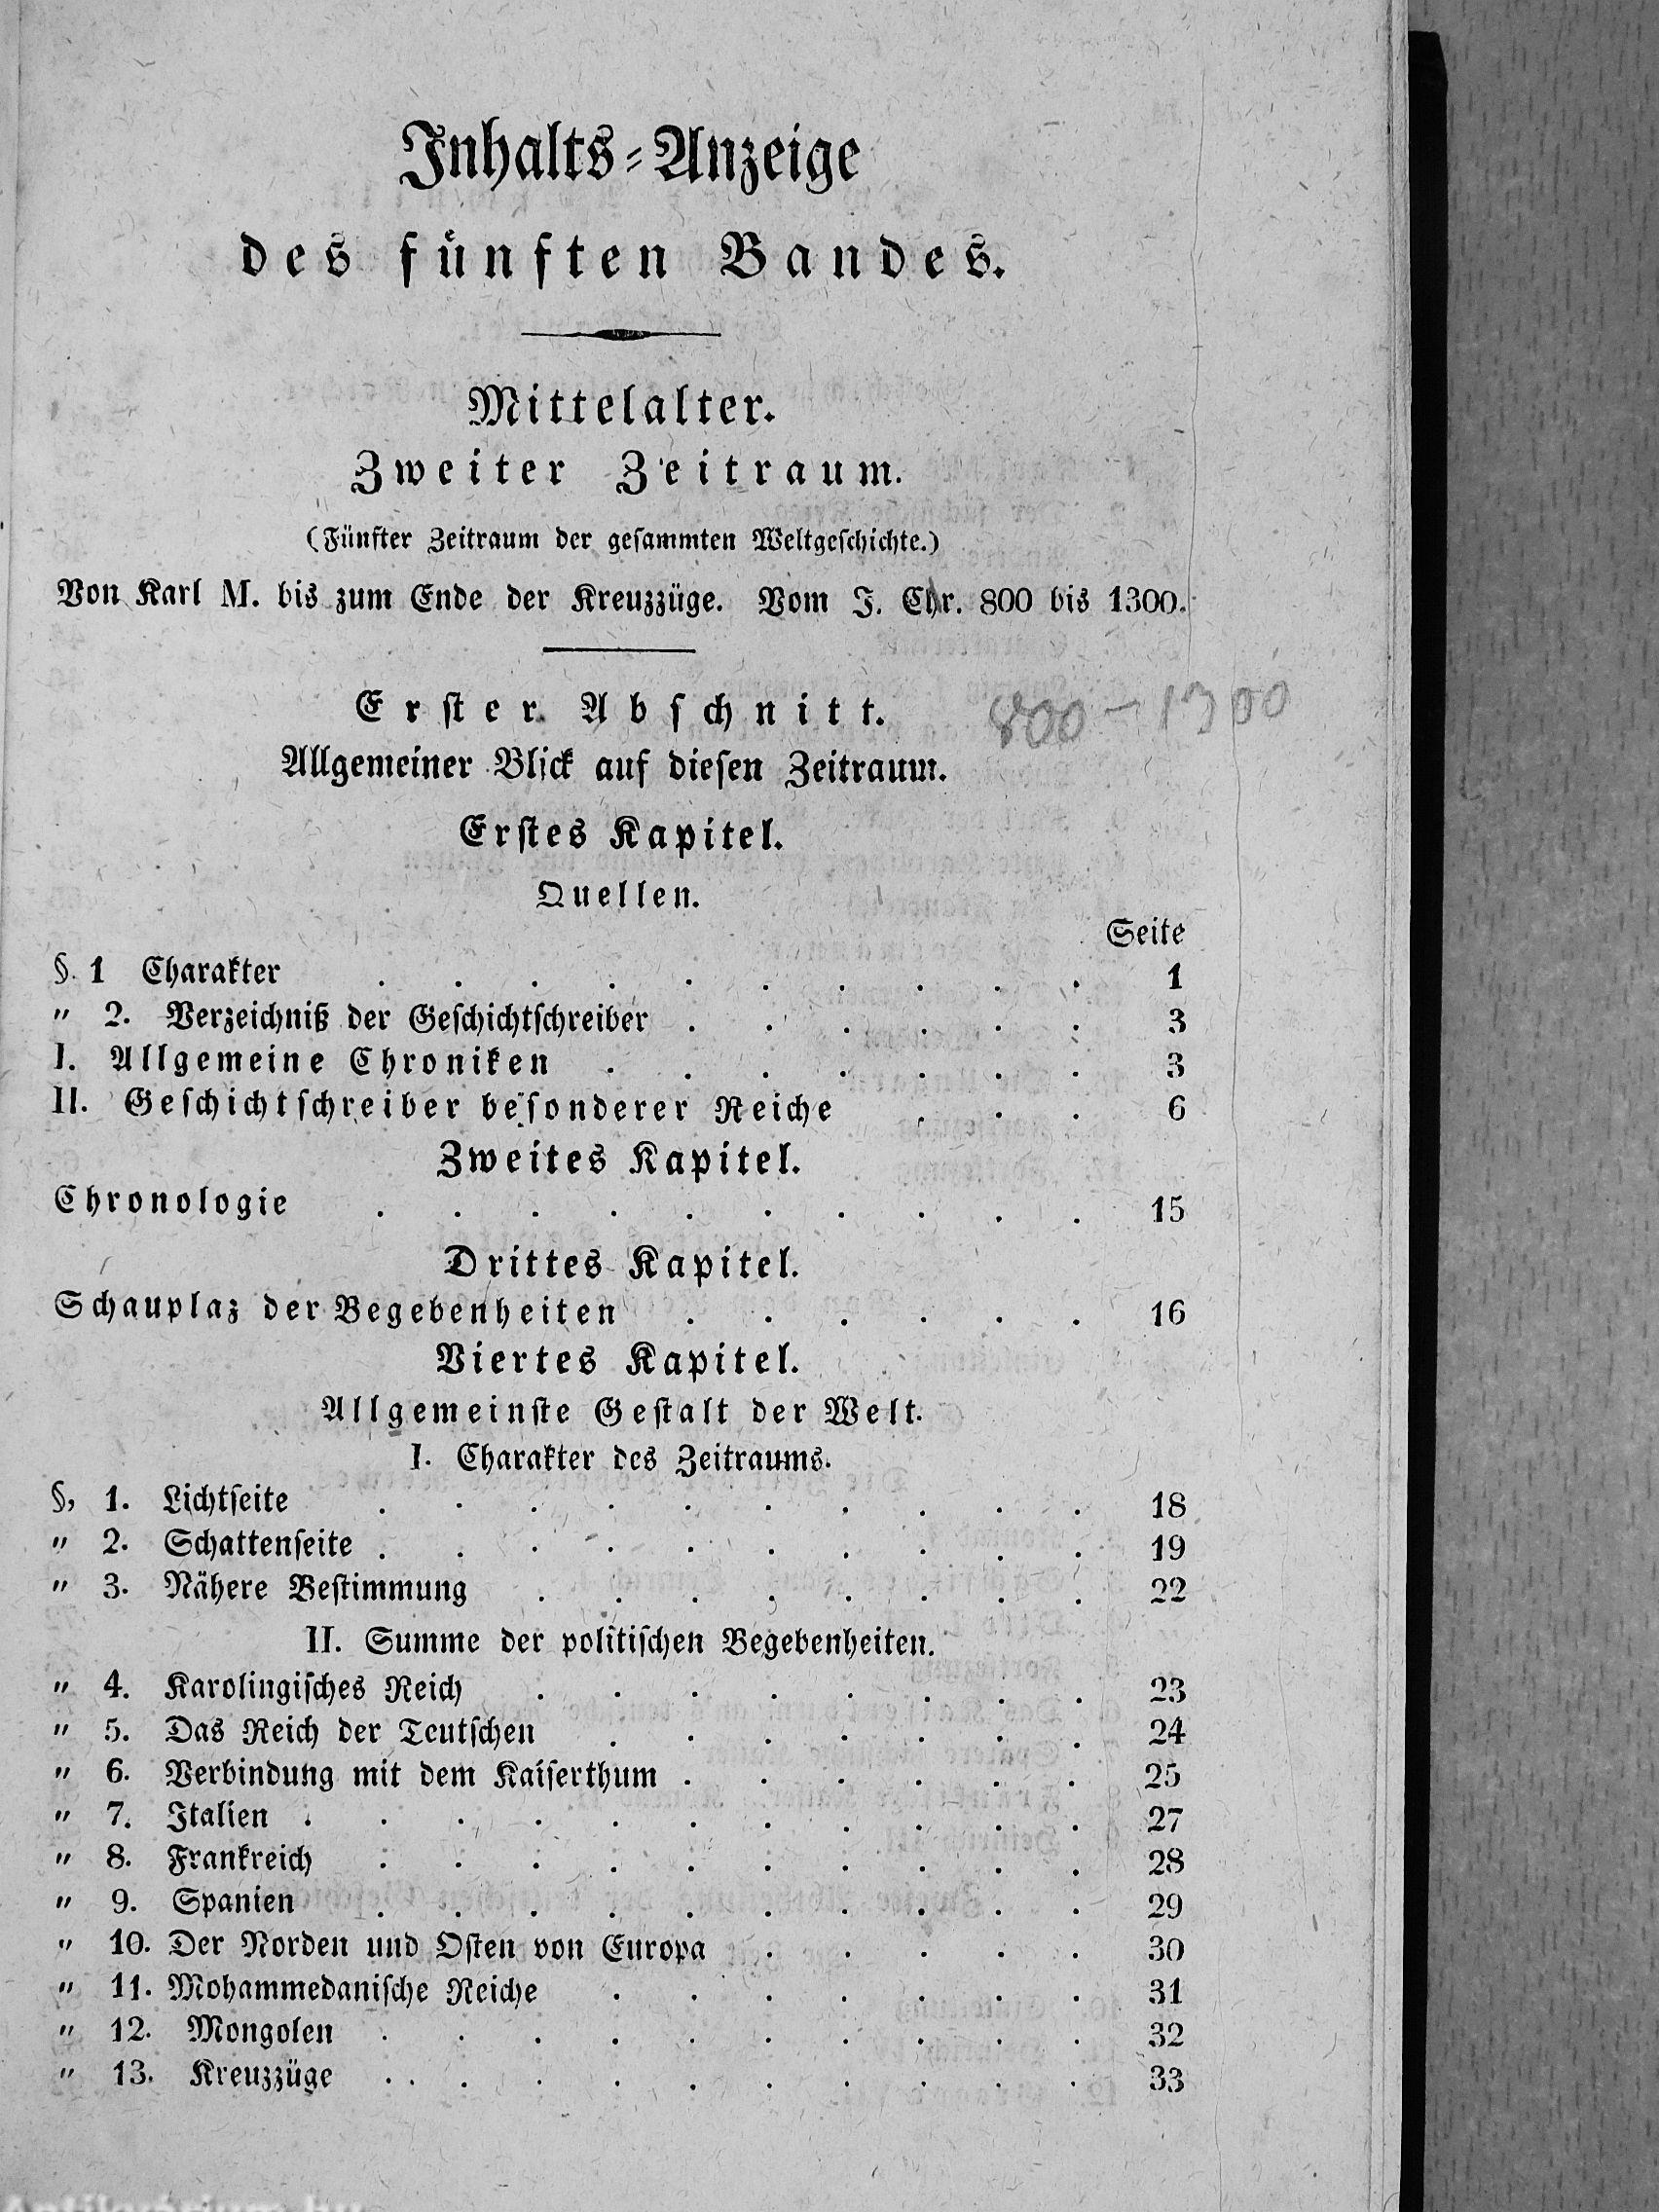 Inhalts-Anzeige
des fünften Bandes.
Mittelalter.
Zweiter Zeitraum.
(Fünfter Zeitraum der gesammten Weltgeschichte.)
Von Karl M. bis zum Ende der Kreuzzüge. Vom J. Chr. 800 bis 1300.
Erster Abschnitt.
800-1300
Allgemeiner Blick auf diesen Zeitraum.
Erstes Kapitel.
Quellen.
Seite
§. 1 Charakter . . . . . . . . . . 1
" 2. Verzeichniß der Geschichtschreiber . . . . . . 3
I. Allgemeine Chroniken . . . . . . . 3
II. Geschichtschreiber besonderer Reiche . . . 6
Zweites Kapitel.
Chronologie . . . . . . . . . . 15
Drittes Kapitel.
Schauplaz der Begebenheiten . . . . . . 16
Viertes Kapitel.
Allgemeinste Gestalt der Welt.
I. Charakter des Zeitraums.
§, 1. Lichtseite . . . . . . . . . . 18
" 2. Schattenseite . . . . . . . . . . 19
" 3. Nähere Bestimmung . . . . . . . . 22
II. Summe der politischen Begebenheiten.
" 4. Karolingisches Reich . . . . . . . . 23
" 5. Das Reich der Teutschen . . . . . . . 24
" 6. Verbindung mit dem Kaiserthum . . . . . . 25
" 7. Italien . . . . . . . . . . . 27
" 8. Frankreich . . . . . . . . . . 28
" 9. Spanien . . . . . . . . . . 29
" 10. Der Norden und Osten von Europa . . . . . 30
" 11. Mohammedanische Reiche . . . . . . . 31
" 12. Mongolen . . . . . . . . . . 32
" 13. Kreuzzüge . . . . . . . . . . . 33
Antikvárium.hu